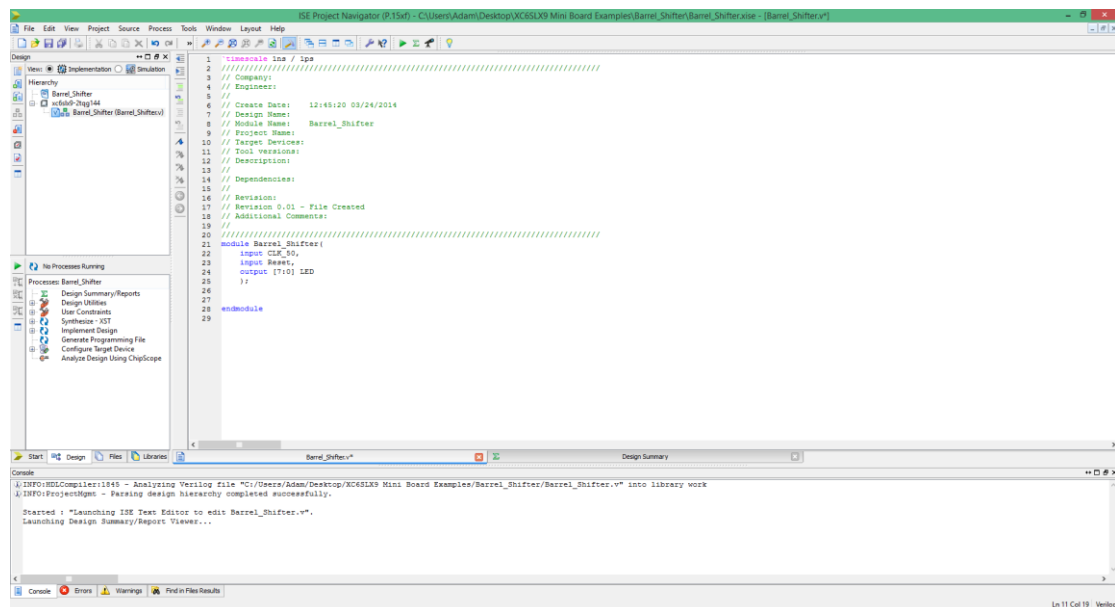 ISE Project Navigator (P.15xf) - C:\Users\Adam\Desktop\XC6SLX9 Mini Board Examples\Barrel_Shifter\Barrel_Shifter.xise - [Barrel_Shifter.v*]
File Edit View Project Source Process Tools Window Layout Help
Design
View: Implementation Simulation
Hierarchy
Barrel_Shifter
xc6slx9-2tqg144
Barrel_Shifter (Barrel_Shifter.v)
No Processes Running
Processes: Barrel_Shifter
Design Summary/Reports
Design Utilities
User Constraints
Synthesize - XST
Implement Design
Generate Programming File
Configure Target Device
Analyze Design Using ChipScope
Start Design Files Libraries
1 `timescale 1ns / 1ps
2 //////////////////////////////////////////////////////////////////////////////////
3 // Company:
4 // Engineer:
5 //
6 // Create Date: 12:45:20 03/24/2014
7 // Design Name:
8 // Module Name: Barrel_Shifter
9 // Project Name:
10 // Target Devices:
11 // Tool versions:
12 // Description:
13 //
14 // Dependencies:
15 //
16 // Revision:
17 // Revision 0.01 - File Created
18 // Additional Comments:
19 //
20 //////////////////////////////////////////////////////////////////////////////////
21 module Barrel_Shifter(
22 input CLK_50,
23 input Reset,
24 output [7:0] LED
25 );
26
27
28 endmodule
29
Barrel_Shifter.v* Design Summary
Console
INFO:HDLCompiler:1845 - Analyzing Verilog file "C:/Users/Adam/Desktop/XC6SLX9 Mini Board Examples/Barrel_Shifter/Barrel_Shifter.v" into library work
INFO:ProjectMgmt - Parsing design hierarchy completed successfully.
Started : "Launching ISE Text Editor to edit Barrel_Shifter.v".
Launching Design Summary/Report Viewer...
Console Errors Warnings Find in Files Results
Ln 11 Col 19 Verilog